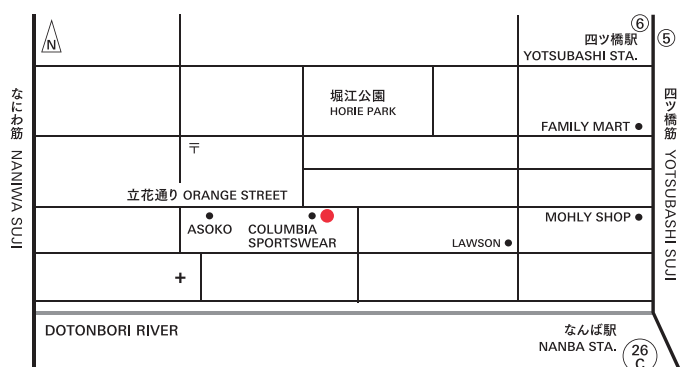 N
⑥
四ツ橋駅
YOTSUBASHI STA.
⑤
なにわ筋 NANIWA SUJI
堀江公園
HORIE PARK
四ツ橋筋 YOTSUBASHI SUJI
FAMILY MART
〒
立花通り ORANGE STREET
ASOKO
COLUMBIA
SPORTSWEAR
MOHLY SHOP
LAWSON
DOTONBORI RIVER
なんば駅
NANBA STA.
26
C